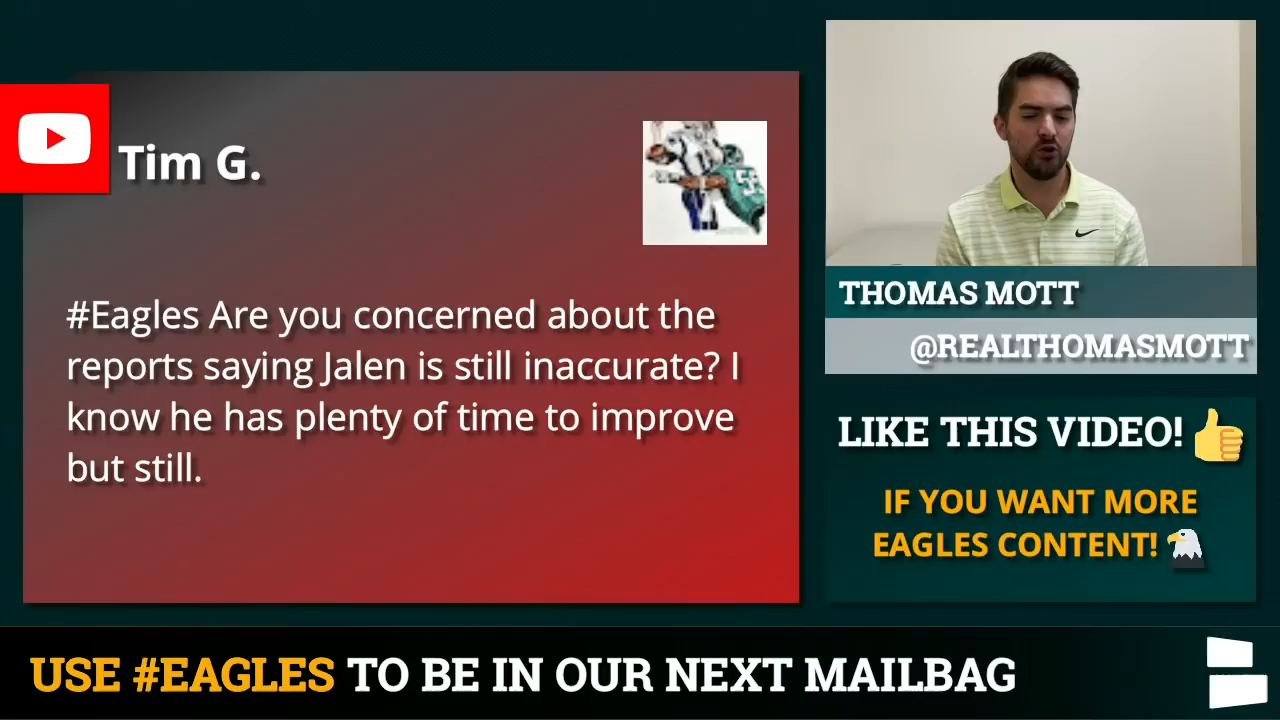 Tim G.
#Eagles Are you concerned about the
reports saying Jalen is still inaccurate? I
know he has plenty of time to improve
but still.
THOMAS MOTT
@REALTHOMASMOTT
LIKE THIS VIDEO!
IF YOU WANT MORE
EAGLES CONTENT!
USE #EAGLES TO BE IN OUR NEXT MAILBAG